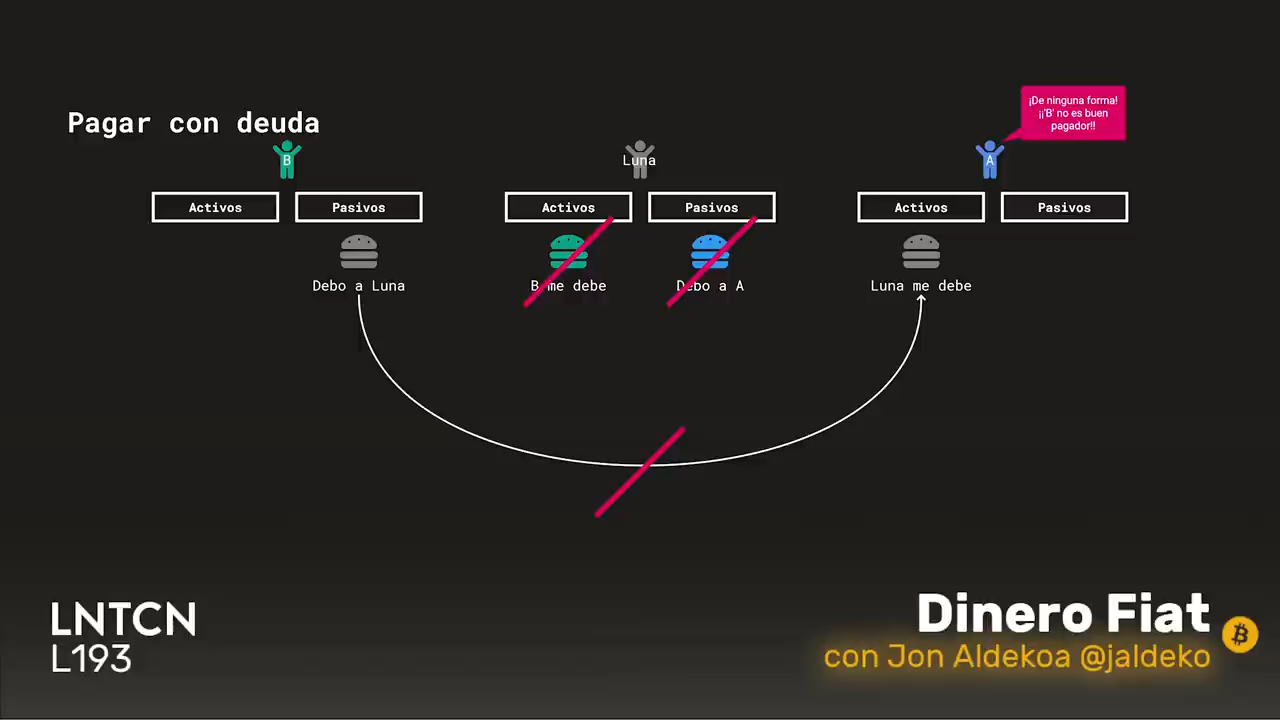 Pagar con deuda
¡De ninguna forma!
¡¡'B' no es buen
pagador!!
B
Luna
A
Activos
Pasivos
Activos
Pasivos
Activos
Pasivos
Debo a Luna
B me debe
Debo a A
Luna me debe
LNTCN
L193
Dinero Fiat
con Jon Aldekoa @jaldeko